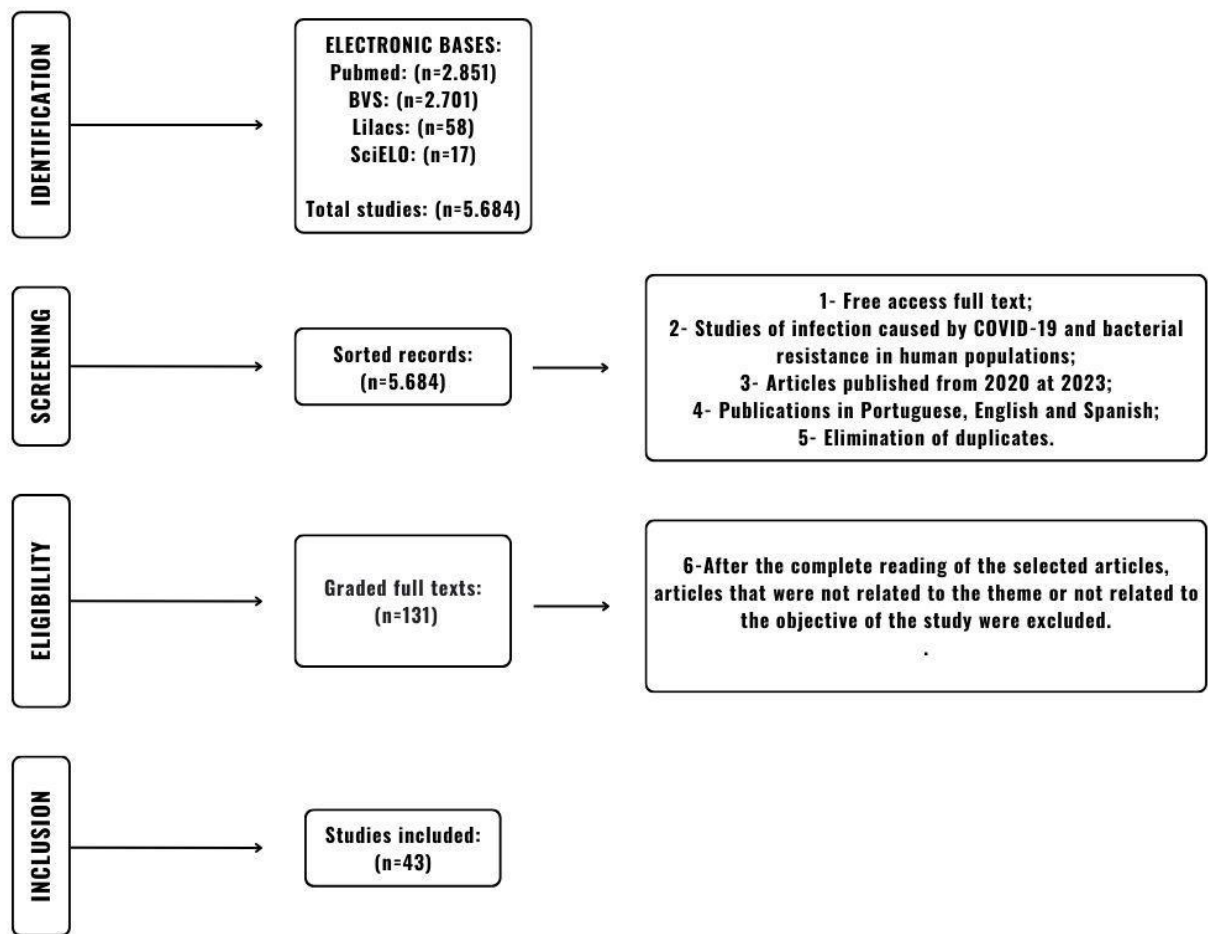 IDENTIFICATION
ELECTRONIC BASES:
Pubmed: (n=2.851)
BVS: (n=2.701)
Lilacs: (n=58)
SciELO: (n=17)
Total studies: (n=5.684)
SCREENING
Sorted records:
(n=5.684)
1- Free access full text;
2- Studies of infection caused by COVID-19 and bacterial
resistance in human populations;
3- Articles published from 2020 at 2023;
4- Publications in Portuguese, English and Spanish;
5- Elimination of duplicates.
ELIGIBILITY
Graded full texts:
(n=131)
6-After the complete reading of the selected articles,
articles that were not related to the theme or not related to
the objective of the study were excluded.
.
INCLUSION
Studies included:
(n=43)